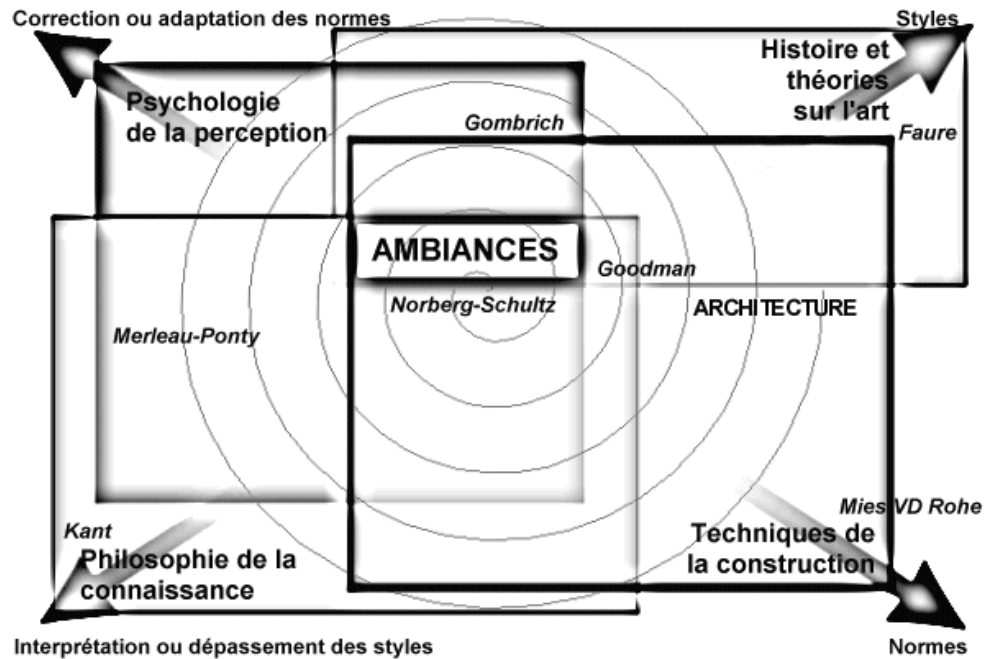 Correction ou adaptation des normes
Styles
Psychologie
de la perception
Histoire et
théories
sur l'art
Gombrich
Faure
AMBIANCES
Goodman
Norberg-Schultz
ARCHITECTURE
Merleau-Ponty
Kant
Philosophie de la
connaissance
Mies VD Rohe
Techniques de
la construction
Interprétation ou dépassement des styles
Normes